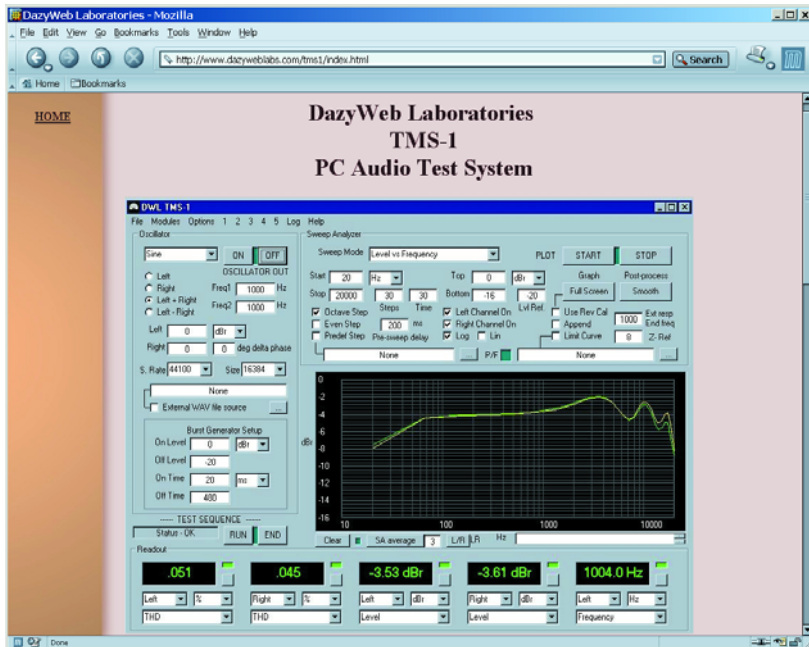 DazyWeb Laboratories - Mozilla
File Edit View Go Bookmarks Tools Window Help
http://www.dazyweblabs.com/tms1/index.html
Search
Home Bookmarks
HOME
DazyWeb Laboratories
TMS-1
PC Audio Test System
DWL TMS-1
File Modules Options 1 2 3 4 5 Log Help
Oscillator
Sine ON OFF
OSCILLATOR OUT
Left
Right Freq1 1000 Hz
Left + Right Freq2 1000 Hz
Left - Right
Left 0 dBr
Right 0 0 deg delta phase
S. Rate 44100 Size 16384
None
External WAV file source ...
Burst Generator Setup
On Level 0 dBr
Off Level -20
On Time 20 ms
Off Time 480
TEST SEQUENCE
Status - OK RUN END
Sweep Analyzer
Sweep Mode Level vs Frequency PLOT START STOP
Start 20 Hz Top 0 dBr Graph Post-process
Stop 20000 30 30 Bottom -16 -20 Full Screen Smooth
Steps Time Lvl Ref.
Octave Step Left Channel On Use Rev Cal
Even Step 200 ms Right Channel On Append 1000 Ext resp End freq
Predef Step Pre-sweep delay Log Lin Limit Curve 8 Z- Ref
None ... P/F None ...
0
-2
-4
-6
dBr -8
-10
-12
-14
-16
10 100 1000 10000
Clear SA average 3 L/R LR Hz
Readout
.051 .045 -3.53 dBr -3.61 dBr 1004.0 Hz
Left % Right % Left dBr Right dBr Left Hz
THD THD Level Level Frequency
Done